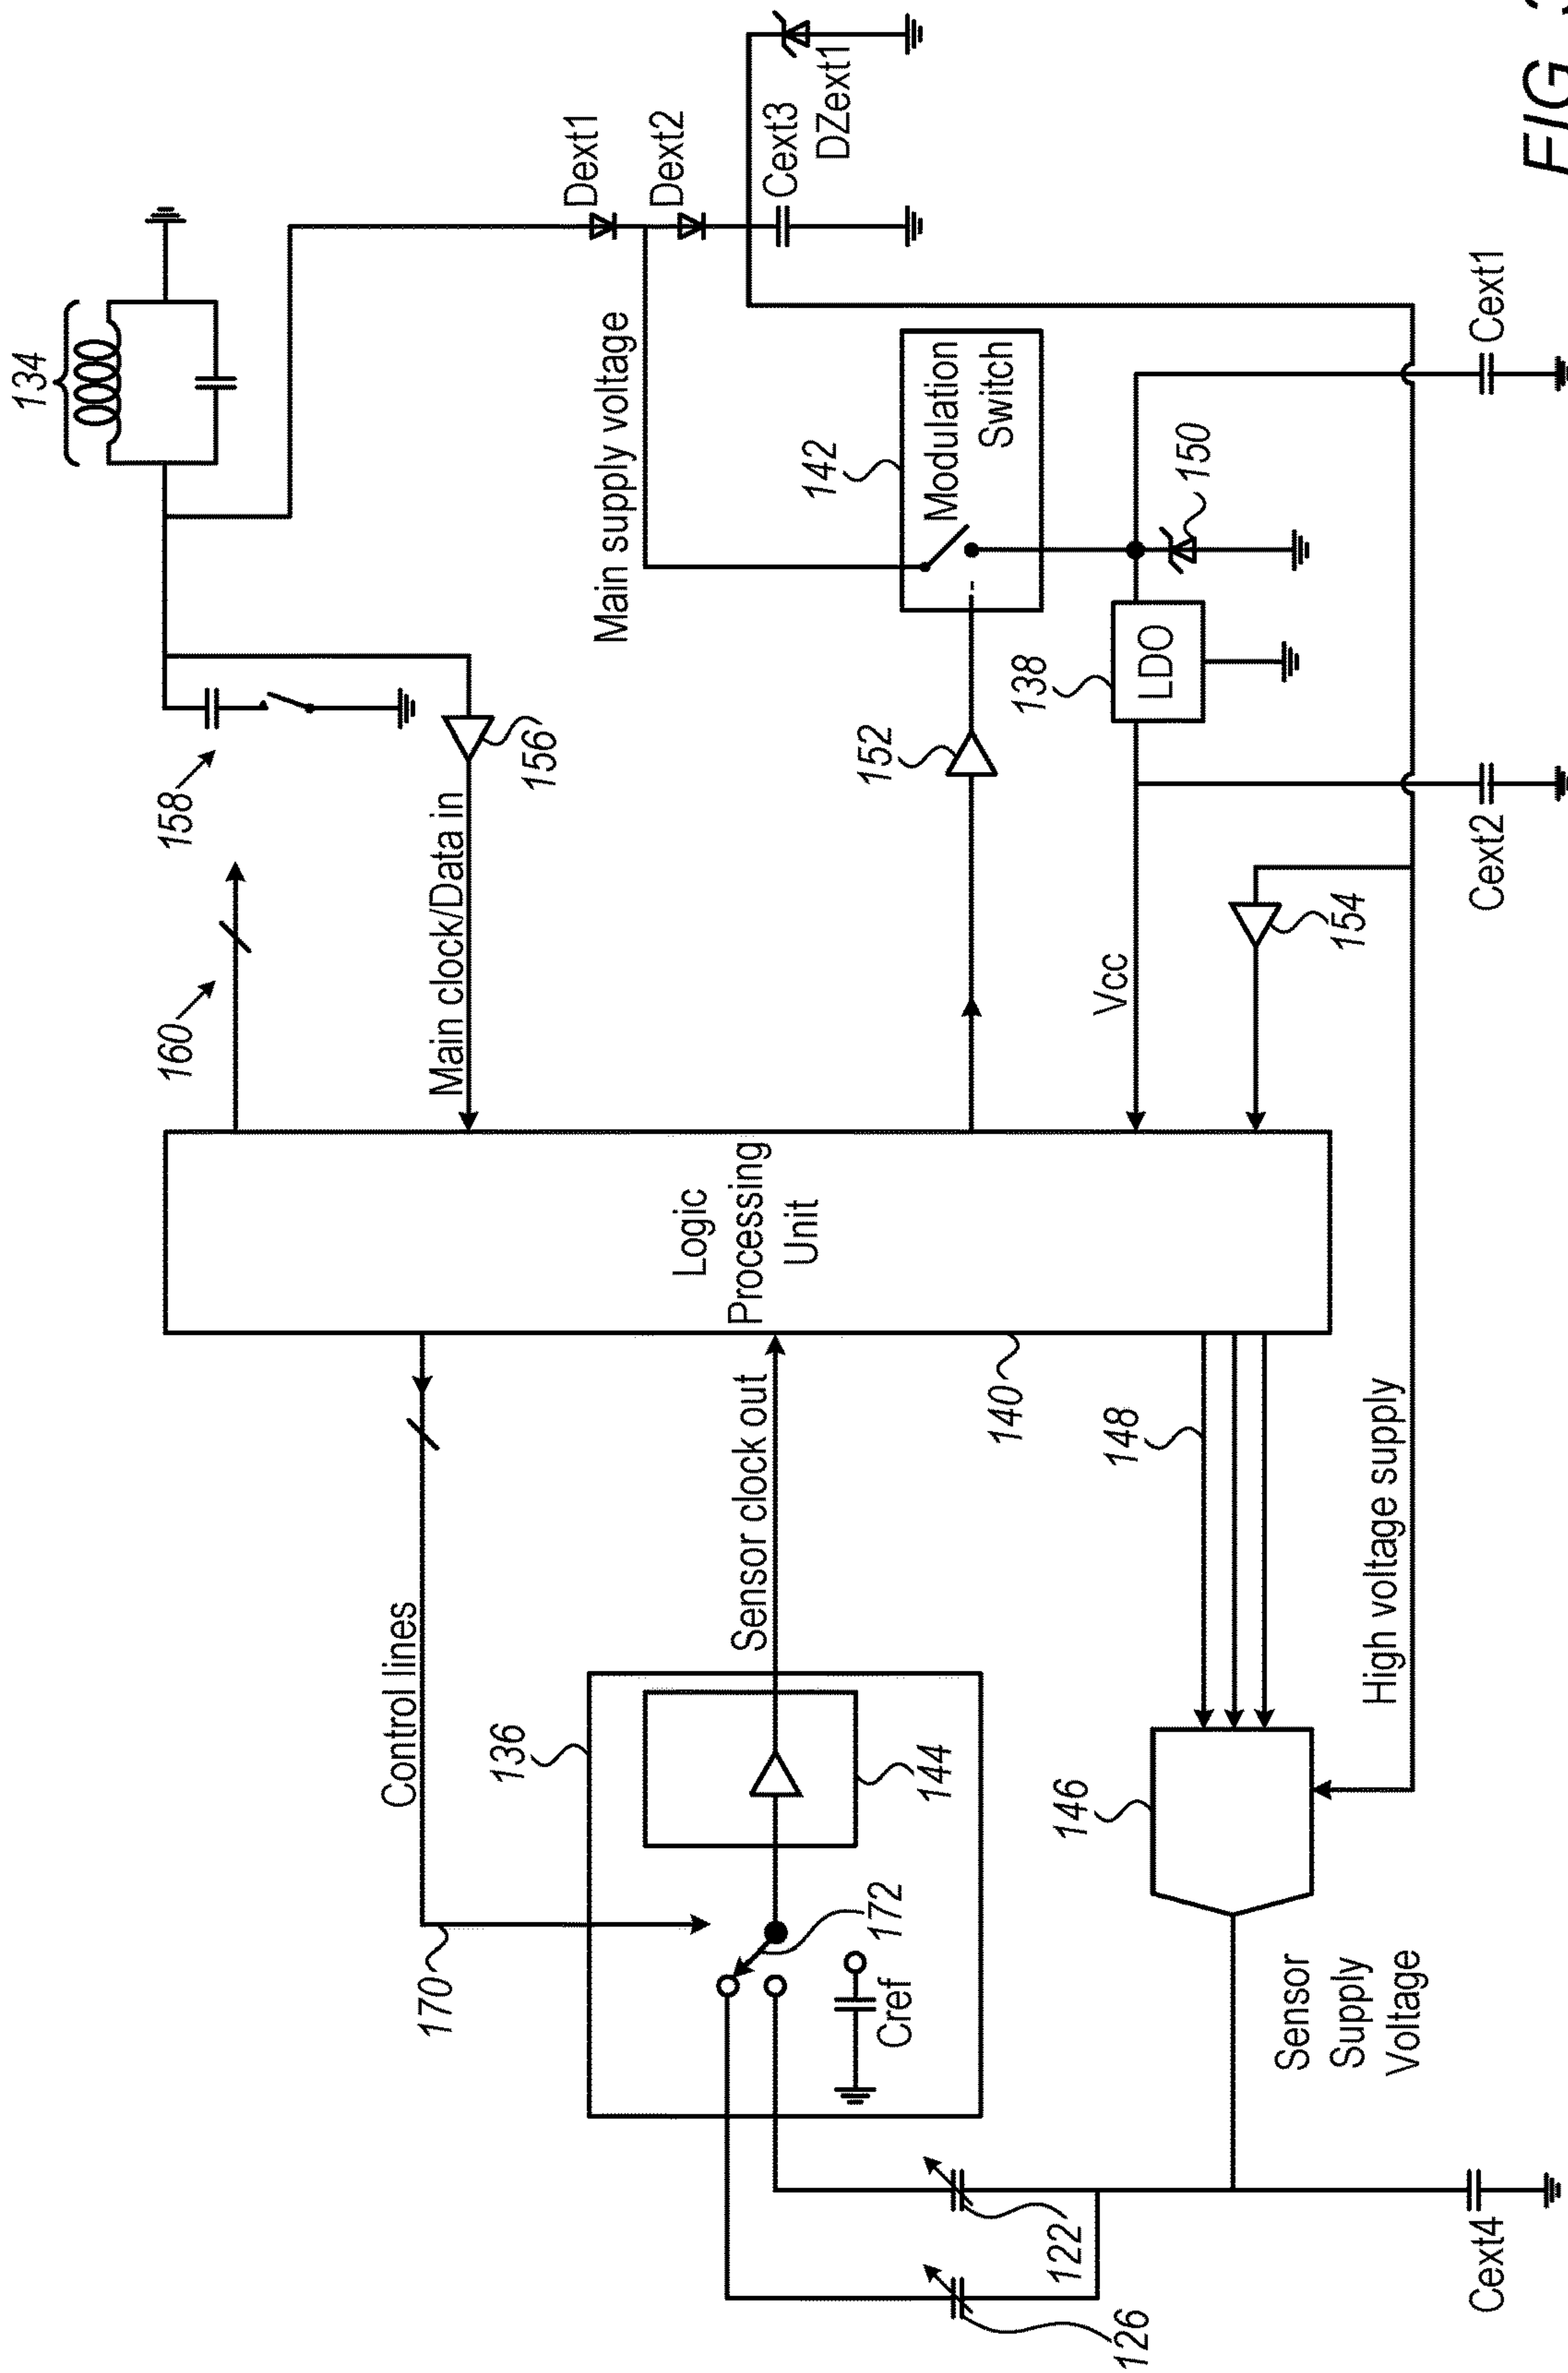 134
Dext1
Dext2
Cext3
DZext1
Main supply voltage
142
Modulation
Switch
150
Cext1
138
LDO
158
156
152
160
Main clock/Data in
Vcc
154
Cext2
Logic
Processing
Unit
140
148
High voltage supply
Control lines
Sensor clock out
136
144
146
170
172
Cref
Sensor
Supply
Voltage
122
126
Cext4
FIG